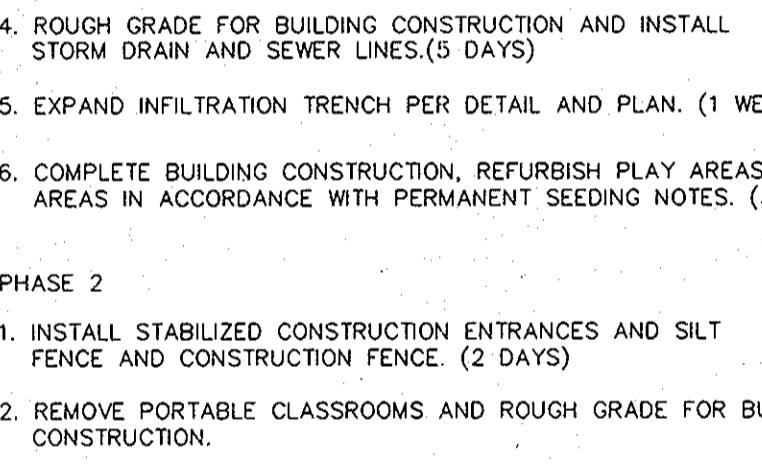 4. ROUGH GRADE FOR BUILDING CONSTRUCTION AND INSTALL
STORM DRAIN AND SEWER LINES.(5 DAYS)
5. EXPAND INFILTRATION TRENCH PER DETAIL AND PLAN. (1 WE
6. COMPLETE BUILDING CONSTRUCTION, REFURBISH PLAY AREAS
AREAS IN ACCORDANCE WITH PERMANENT SEEDING NOTES. (
PHASE 2
1. INSTALL STABILIZED CONSTRUCTION ENTRANCES AND SILT
FENCE AND CONSTRUCTION FENCE. (2 DAYS)
2. REMOVE PORTABLE CLASSROOMS AND ROUGH GRADE FOR BU
CONSTRUCTION.